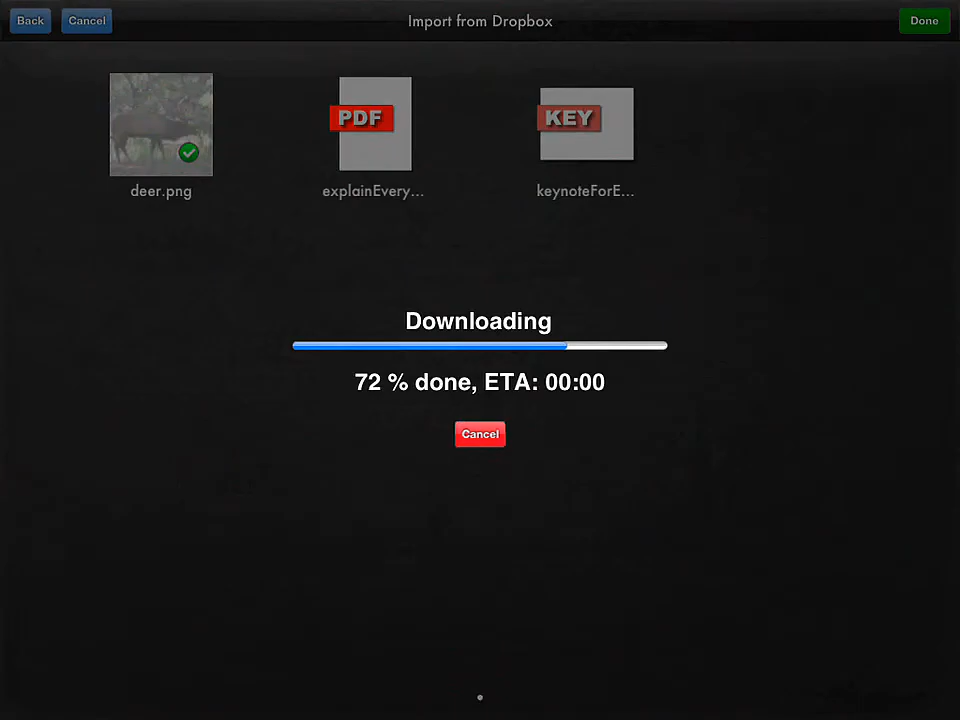 Back Cancel Import from Dropbox Done
PDF KEY
deer.png explainEvery... keynoteForE...
Downloading
72 % done, ETA: 00:00
Cancel